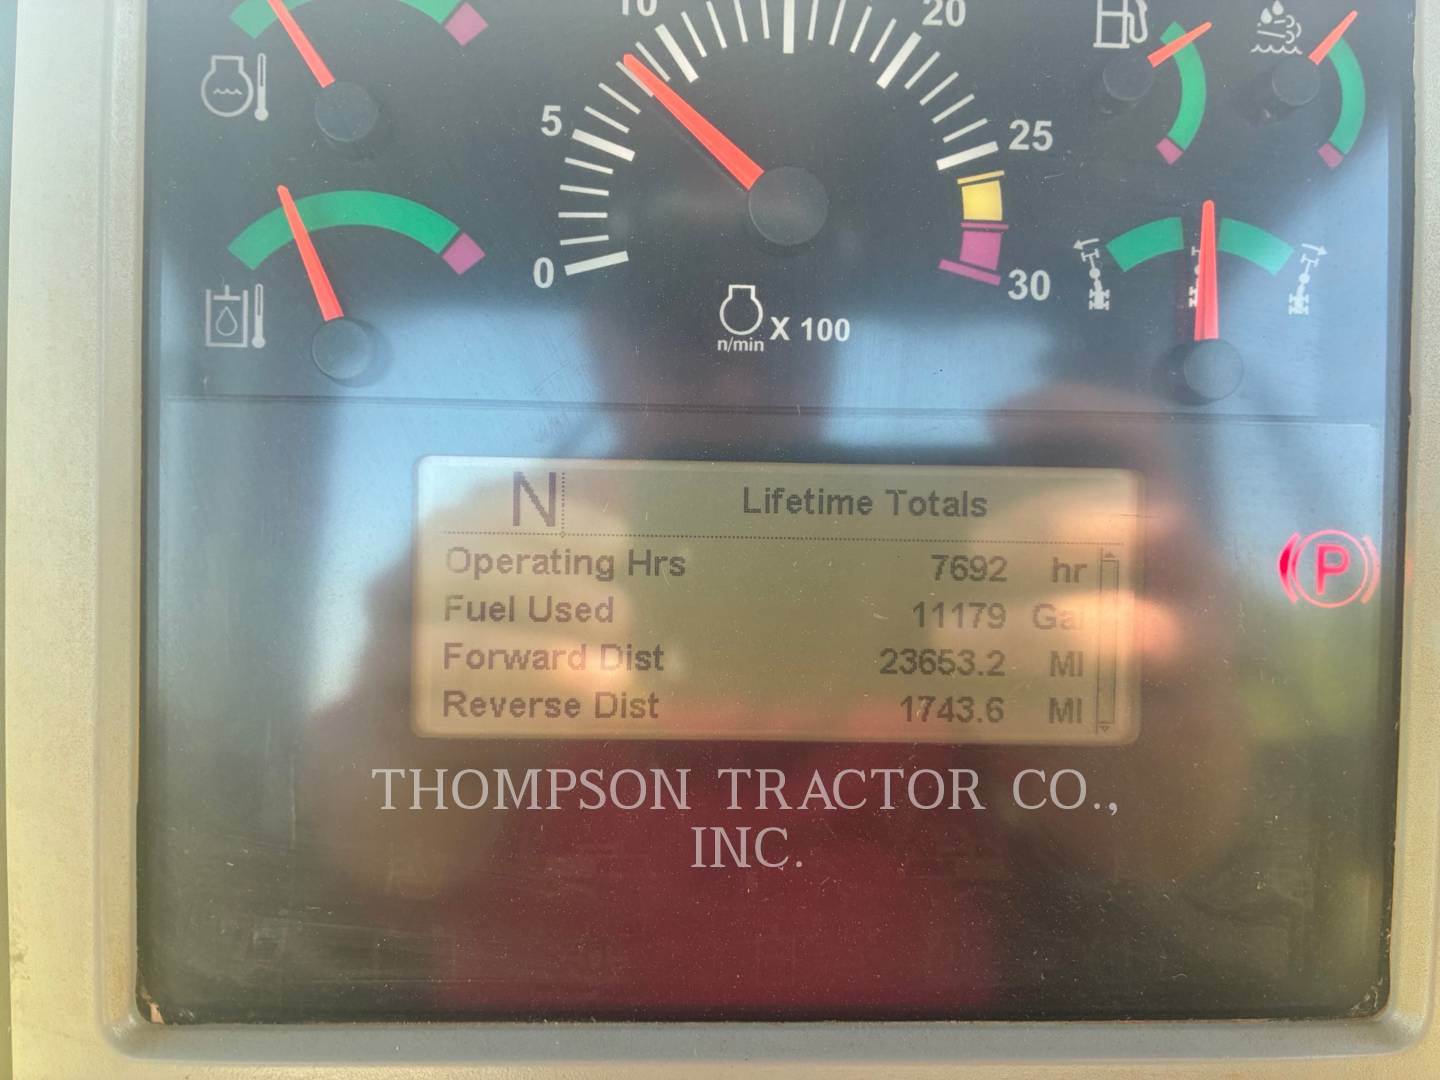 10
20
5
25
0
30
n/min X 100
N Lifetime Totals
Operating Hrs 7692 hr
Fuel Used 11179 Gal
Forward Dist 23653.2 MI
Reverse Dist 1743.6 MI
P
THOMPSON TRACTOR CO.,
INC.